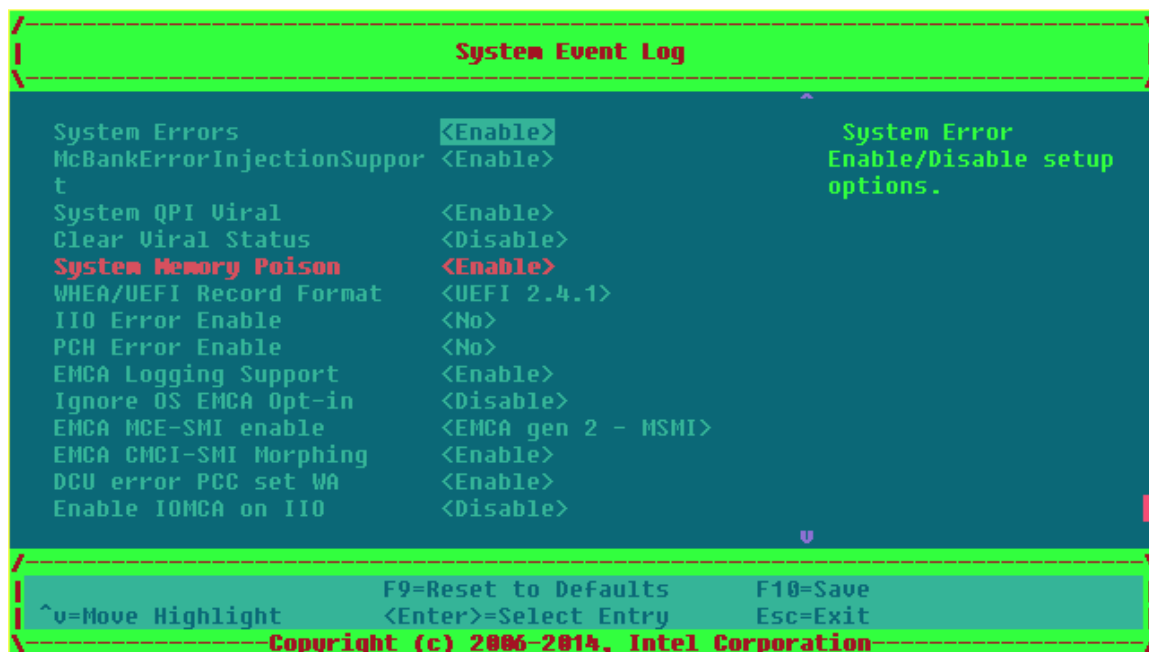 System Event Log
System Errors <Enable> System Error
McBankErrorInjectionSuppor <Enable> Enable/Disable setup
t options.
System QPI Viral <Enable>
Clear Viral Status <Disable>
System Memory Poison <Enable>
WHEA/UEFI Record Format <UEFI 2.4.1>
IIO Error Enable <No>
PCH Error Enable <No>
EMCA Logging Support <Enable>
Ignore OS EMCA Opt-in <Disable>
EMCA MCE-SMI enable <EMCA gen 2 - MSMI>
EMCA CMCI-SMI Morphing <Enable>
DCU error PCC set WA <Enable>
Enable IOMCA on IIO <Disable>
F9=Reset to Defaults F10=Save
^v=Move Highlight <Enter>=Select Entry Esc=Exit
Copyright (c) 2006-2014, Intel Corporation